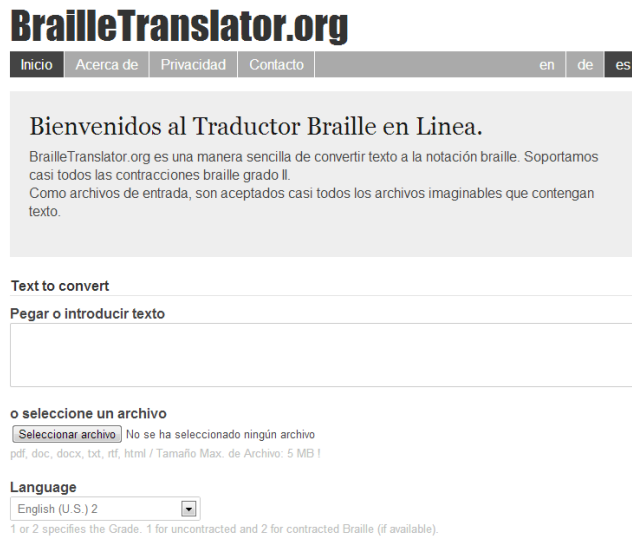 BrailleTranslator.org
Inicio Acerca de Privacidad Contacto en de es
Bienvenidos al Traductor Braille en Linea.
BrailleTranslator.org es una manera sencilla de convertir texto a la notación braille. Soportamos
casi todos las contracciones braille grado II.
Como archivos de entrada, son aceptados casi todos los archivos imaginables que contengan
texto.
Text to convert
Pegar o introducir texto
o seleccione un archivo
Seleccionar archivo No se ha seleccionado ningún archivo
pdf, doc, docx, txt, rtf, html / Tamaño Max. de Archivo: 5 MB !
Language
English (U.S.) 2
1 or 2 specifies the Grade. 1 for uncontracted and 2 for contracted Braille (if available).